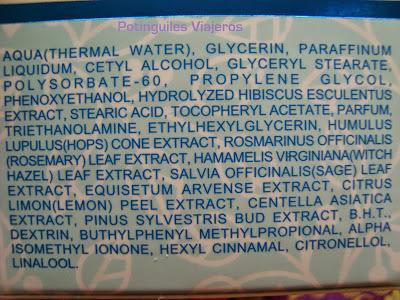 Potinguiles Viajeros
AQUA(THERMAL WATER), GLYCERIN, PARAFFINUM
LIQUIDUM, CETYL ALCOHOL, GLYCERYL STEARATE,
POLYSORBATE-60, PROPYLENE GLYCOL,
PHENOXYETHANOL, HYDROLYZED HIBISCUS ESCULENTUS
EXTRACT, STEARIC ACID, TOCOPHERYL ACETATE, PARFUM,
TRIETHANOLAMINE, ETHYLHEXYLGLYCERIN, HUMULUS
LUPULUS(HOPS) CONE EXTRACT, ROSMARINUS OFFICINALIS
(ROSEMARY) LEAF EXTRACT, HAMAMELIS VIRGINIANA(WITCH
HAZEL) LEAF EXTRACT, SALVIA OFFICINALIS(SAGE) LEAF
EXTRACT, EQUISETUM ARVENSE EXTRACT, CITRUS
LIMON(LEMON) PEEL EXTRACT, CENTELLA ASIATICA
EXTRACT, PINUS SYLVESTRIS BUD EXTRACT, B.H.T.,
DEXTRIN, BUTHYLPHENYL METHYLPROPIONAL, ALPHA
ISOMETHYL IONONE, HEXYL CINNAMAL, CITRONELLOL,
LINALOOL.